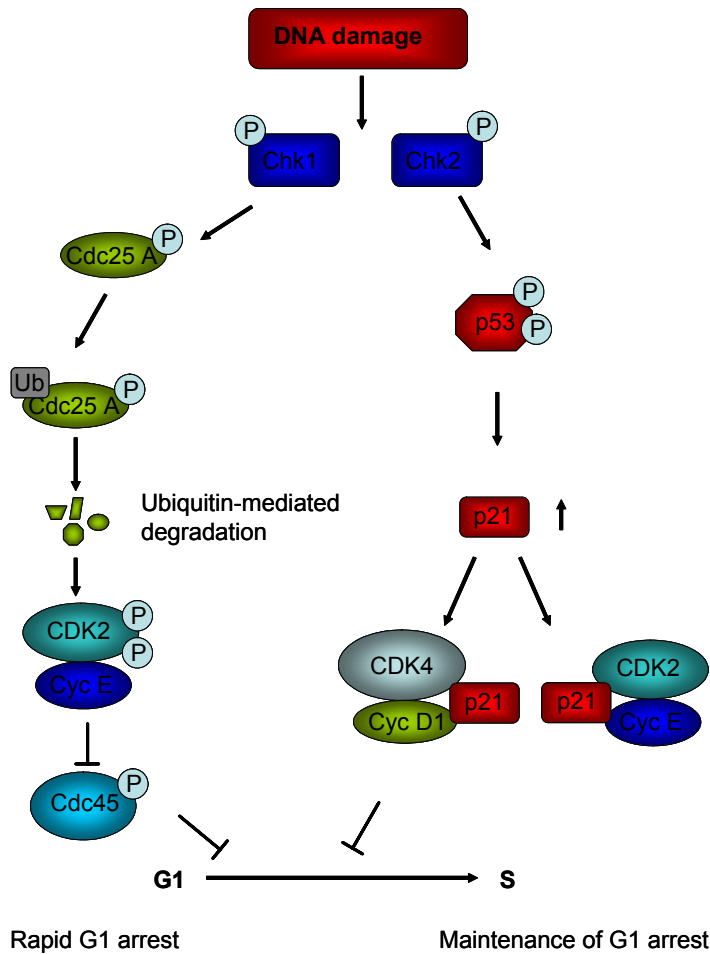 DNA damage
P
P
Chk1
Chk2
P
Cdc25 A
P
p53
P
Ub
P
Cdc25 A
Ubiquitin-mediated
degradation
p21
P
CDK2
P
Cyc E
CDK4
p21
Cyc D1
CDK2
p21
Cyc E
P
Cdc45
G1
S
Rapid G1 arrest
Maintenance of G1 arrest